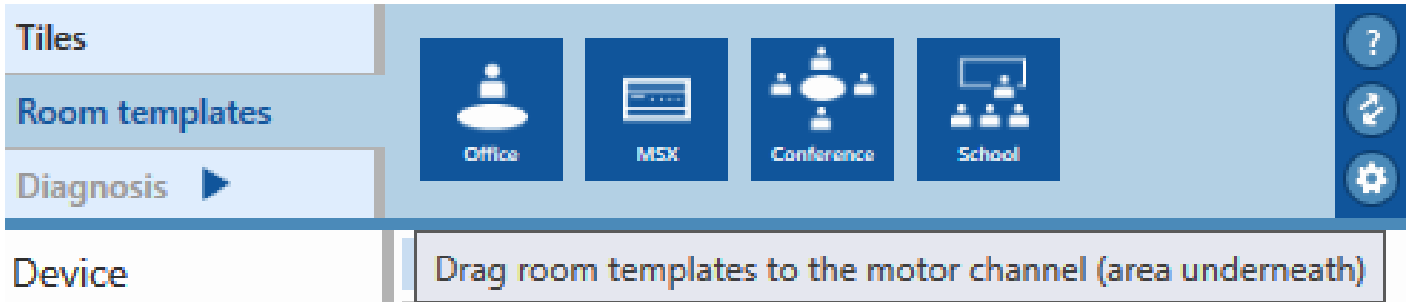 Tiles
Room templates
Diagnosis
Office
MSX
Conference
School
?
Device
Drag room templates to the motor channel (area underneath)